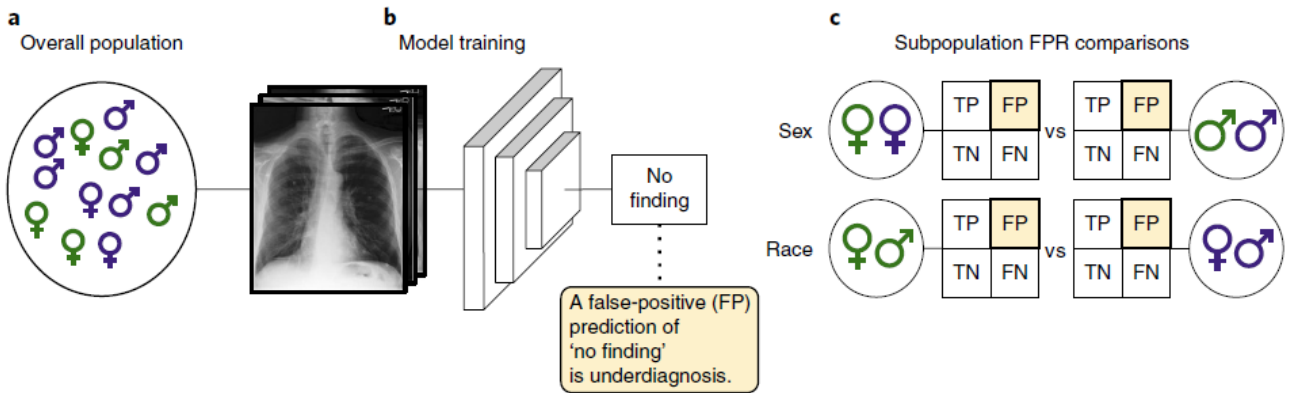 a
Overall population
b
Model training
No
finding
A false-positive (FP)
prediction of
‘no finding’
is underdiagnosis.
c
Subpopulation FPR comparisons
Sex
TP FP vs TP FP
TN FN TN FN
Race
TP FP vs TP FP
TN FN TN FN